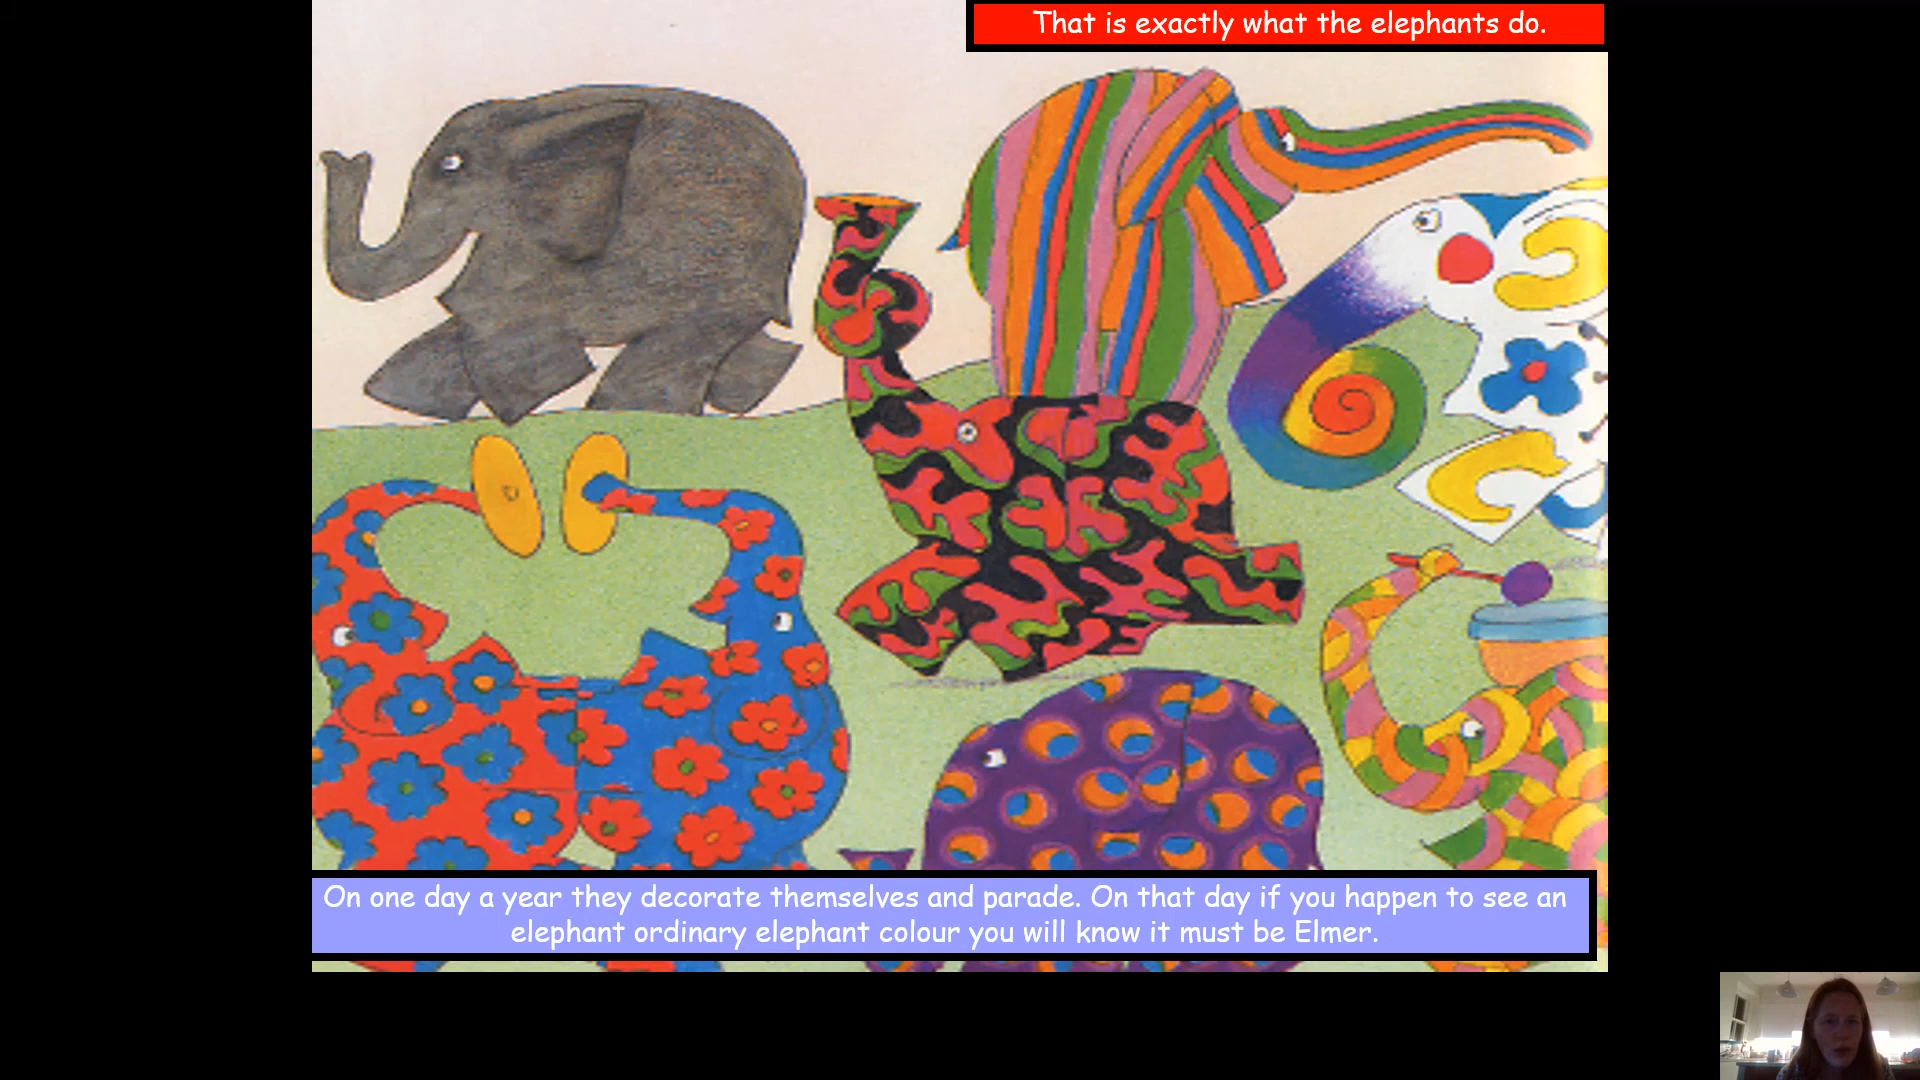 That is exactly what the elephants do.
On one day a year they decorate themselves and parade. On that day if you happen to see an
elephant ordinary elephant colour you will know it must be Elmer.